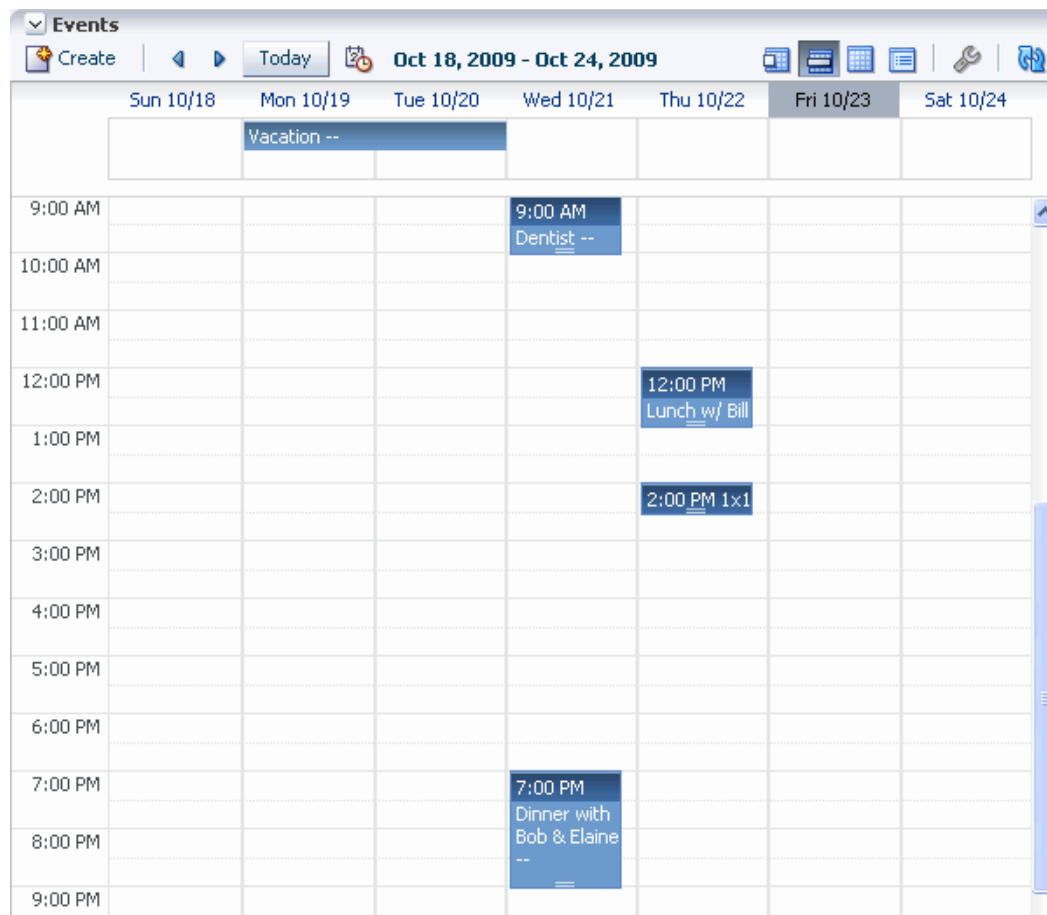 Events
Create Today Oct 18, 2009 - Oct 24, 2009
Sun 10/18 Mon 10/19 Tue 10/20 Wed 10/21 Thu 10/22 Fri 10/23 Sat 10/24
Vacation --
9:00 AM
9:00 AM
Dentist --
10:00 AM
11:00 AM
12:00 PM
12:00 PM
Lunch w/ Bill
1:00 PM
2:00 PM
2:00 PM 1x1
3:00 PM
4:00 PM
5:00 PM
6:00 PM
7:00 PM
7:00 PM
Dinner with
Bob & Elaine
--
8:00 PM
9:00 PM